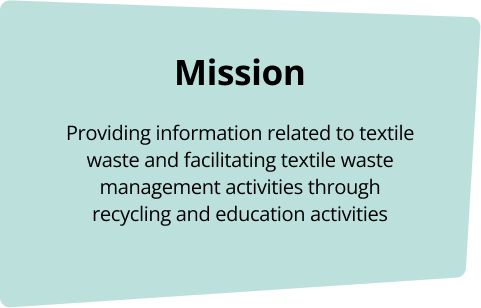 Mission
Providing information related to textile
waste and facilitating textile waste
management activities through
recycling and education activities